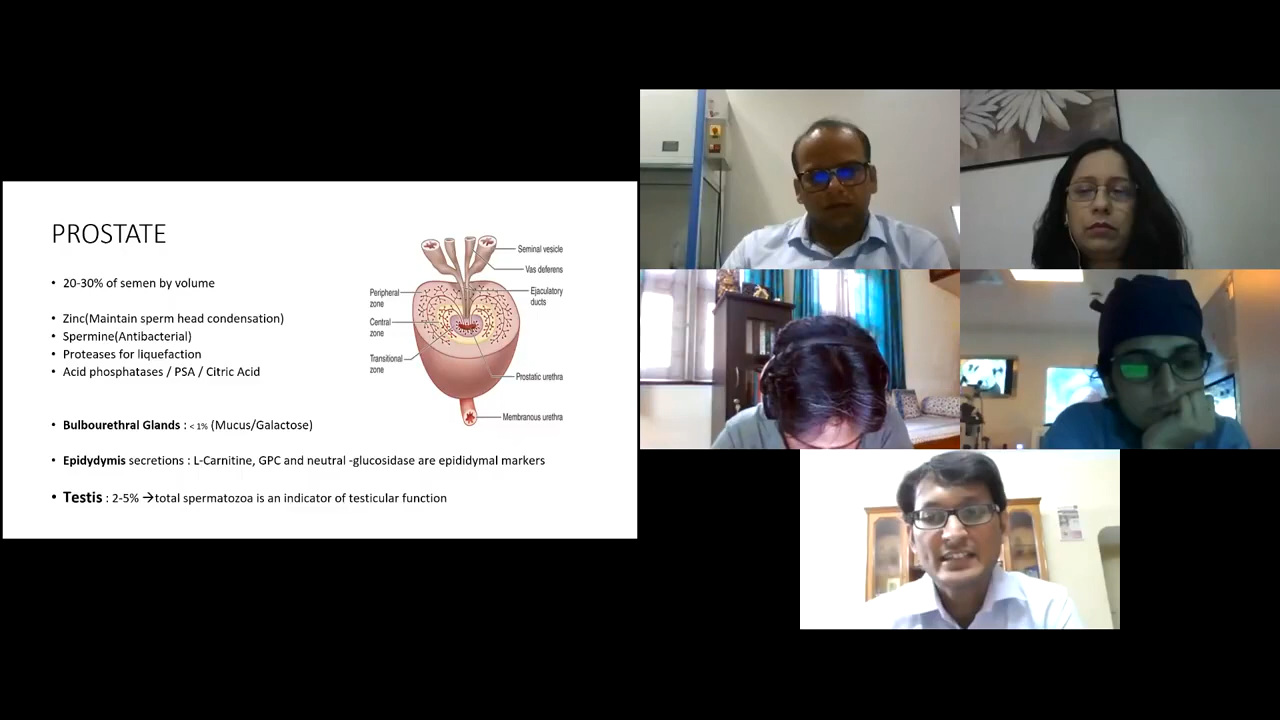 PROSTATE
• 20-30% of semen by volume
• Zinc(Maintain sperm head condensation)
• Spermine(Antibacterial)
• Proteases for liquefaction
• Acid phosphatases / PSA / Citric Acid
• Bulbourethral Glands : < 1% (Mucus/Galactose)
• Epidydymis secretions : L-Carnitine, GPC and neutral -glucosidase are epididymal markers
• Testis : 2-5% →total spermatozoa is an indicator of testicular function
Seminal vesicle
Vas deferens
Ejaculatory
ducts
Peripheral
zone
Central
zone
Transitional
zone
Prostatic urethra
Membranous urethra